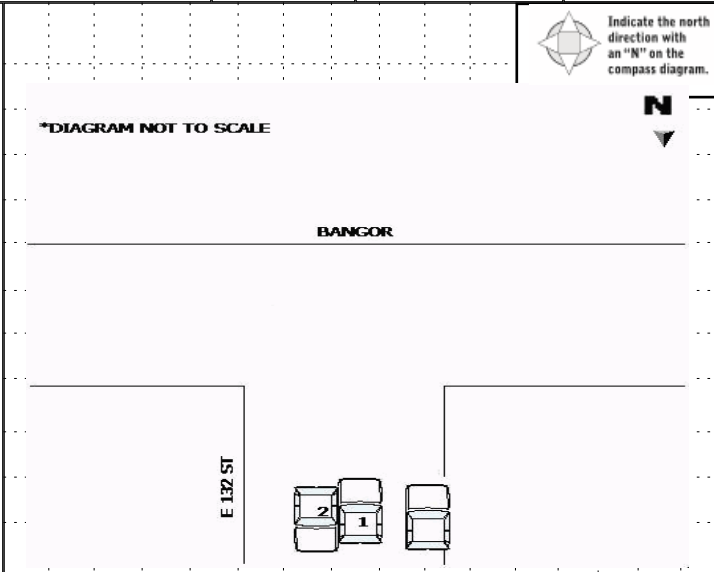 Indicate the north
direction with
an “N” on the
compass diagram.
N
*DIAGRAM NOT TO SCALE
BANGOR
E 132 ST
2
1